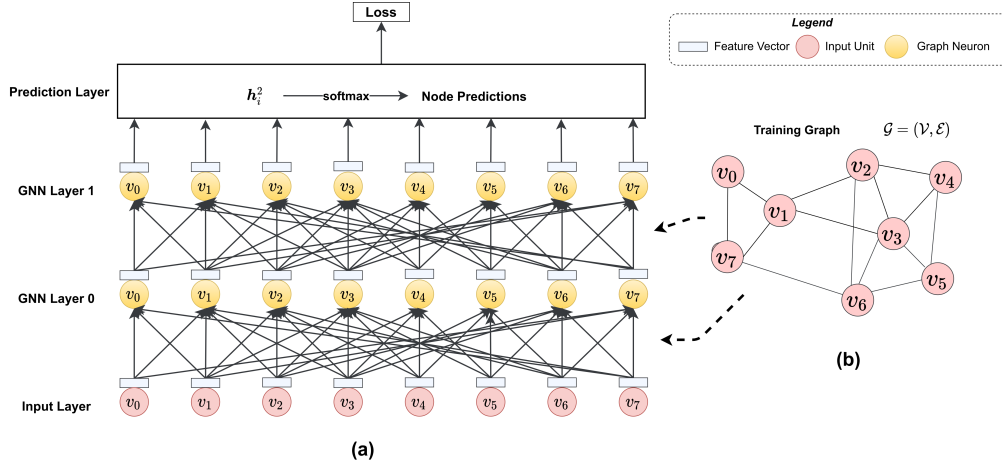 Loss
Legend
Feature Vector
Input Unit
Graph Neuron
Prediction Layer
h_i^2 softmax Node Predictions
Training Graph
𝒢 = (𝒱, ℰ)
GNN Layer 1
v0 v1 v2 v3 v4 v5 v6 v7
GNN Layer 0
v0 v1 v2 v3 v4 v5 v6 v7
Input Layer
v0 v1 v2 v3 v4 v5 v6 v7
(a)
v0
v2
v4
v1
v3
v7
v5
v6
(b)